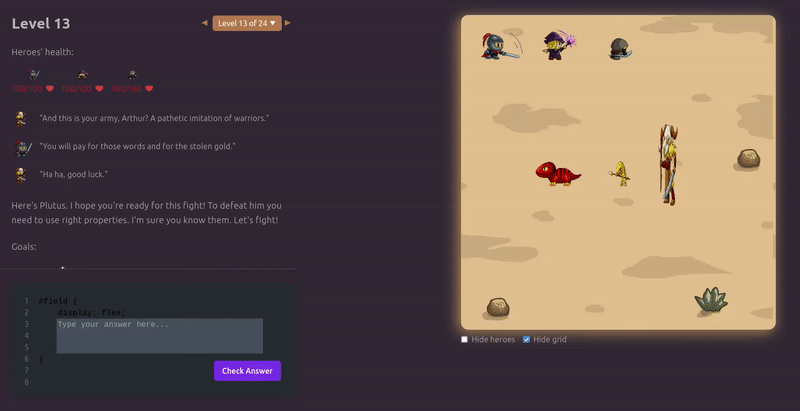 Level 13
Level 13 of 24
Heroes' health:
100/100 100/100 100/100
"And this is your army, Arthur? A pathetic imitation of warriors."
"You will pay for those words and for the stolen gold."
"Ha ha, good luck."
Here's Plutus. I hope you're ready for this fight! To defeat him you
need to use right properties. I'm sure you know them. Let's fight!
Goals:
1 #field {
2 display: flex;
3 Type your answer here...
4
5
6 }
7
8
Check Answer
Hide heroes
Hide grid